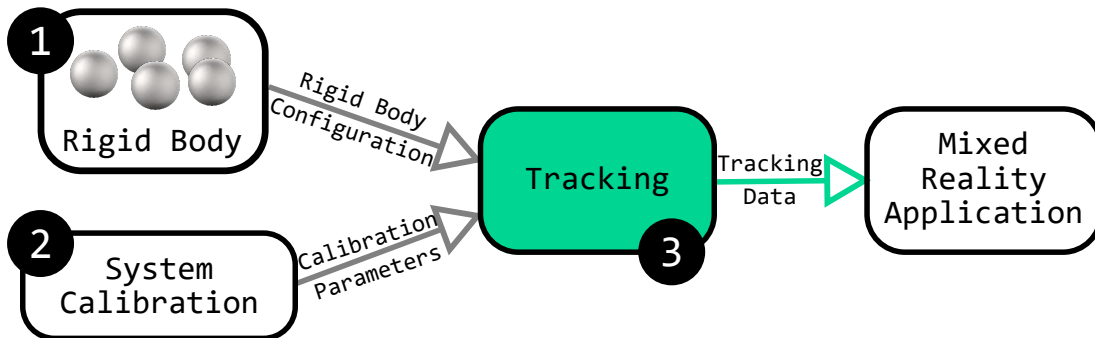 1
Rigid Body
Rigid Body
Configuration
2
System
Calibration
Calibration
Parameters
Tracking
3
Tracking
Data
Mixed
Reality
Application